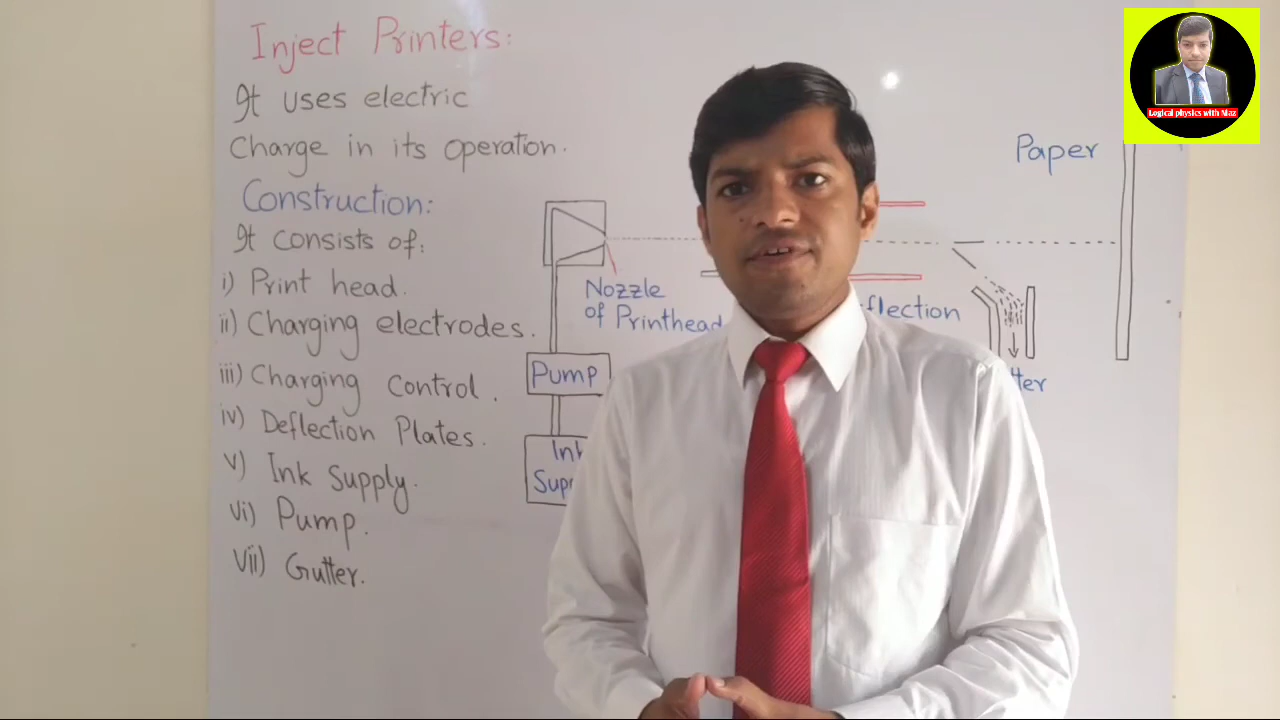 Inject Printers:
It uses electric
Charge in its operation.
Construction:
It consists of:
i) Print head.
ii) Charging electrodes.
iii) Charging Control.
iv) Deflection Plates.
v) Ink Supply.
vi) Pump.
vii) Gutter.
Nozzle
of Printhead
Pump
Paper
Logical physics with Niaz